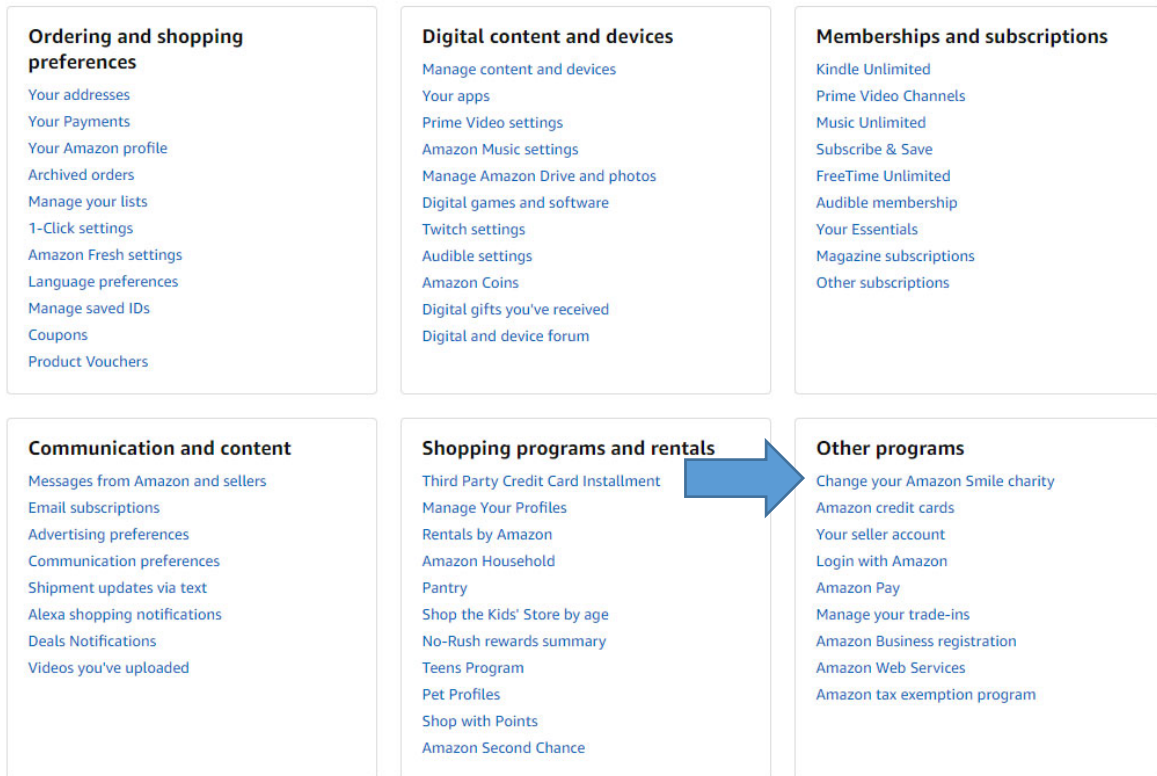 Ordering and shopping
preferences
Your addresses
Your Payments
Your Amazon profile
Archived orders
Manage your lists
1-Click settings
Amazon Fresh settings
Language preferences
Manage saved IDs
Coupons
Product Vouchers
Digital content and devices
Manage content and devices
Your apps
Prime Video settings
Amazon Music settings
Manage Amazon Drive and photos
Digital games and software
Twitch settings
Audible settings
Amazon Coins
Digital gifts you've received
Digital and device forum
Memberships and subscriptions
Kindle Unlimited
Prime Video Channels
Music Unlimited
Subscribe & Save
FreeTime Unlimited
Audible membership
Your Essentials
Magazine subscriptions
Other subscriptions
Communication and content
Messages from Amazon and sellers
Email subscriptions
Advertising preferences
Communication preferences
Shipment updates via text
Alexa shopping notifications
Deals Notifications
Videos you've uploaded
Shopping programs and rentals
Third Party Credit Card Installment
Manage Your Profiles
Rentals by Amazon
Amazon Household
Pantry
Shop the Kids' Store by age
No-Rush rewards summary
Teens Program
Pet Profiles
Shop with Points
Amazon Second Chance
Other programs
Change your Amazon Smile charity
Amazon credit cards
Your seller account
Login with Amazon
Amazon Pay
Manage your trade-ins
Amazon Business registration
Amazon Web Services
Amazon tax exemption program